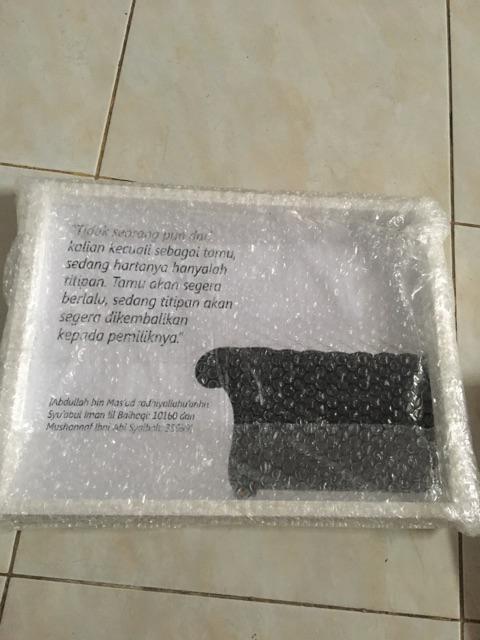 "Tidak seorang pun dari
kalian kecuali sebagai tamu,
sedang hartanya hanyalah
titipan. Tamu akan segera
berlalu, sedang titipan akan
segera dikembalikan
kepada pemiliknya."
[Abdullah bin Mas'ud radhiyallahu'anhu
Syu'abul Iman lil Baihaqi: 10160 dan
Mushannaf Ibni Abi Syaibah: